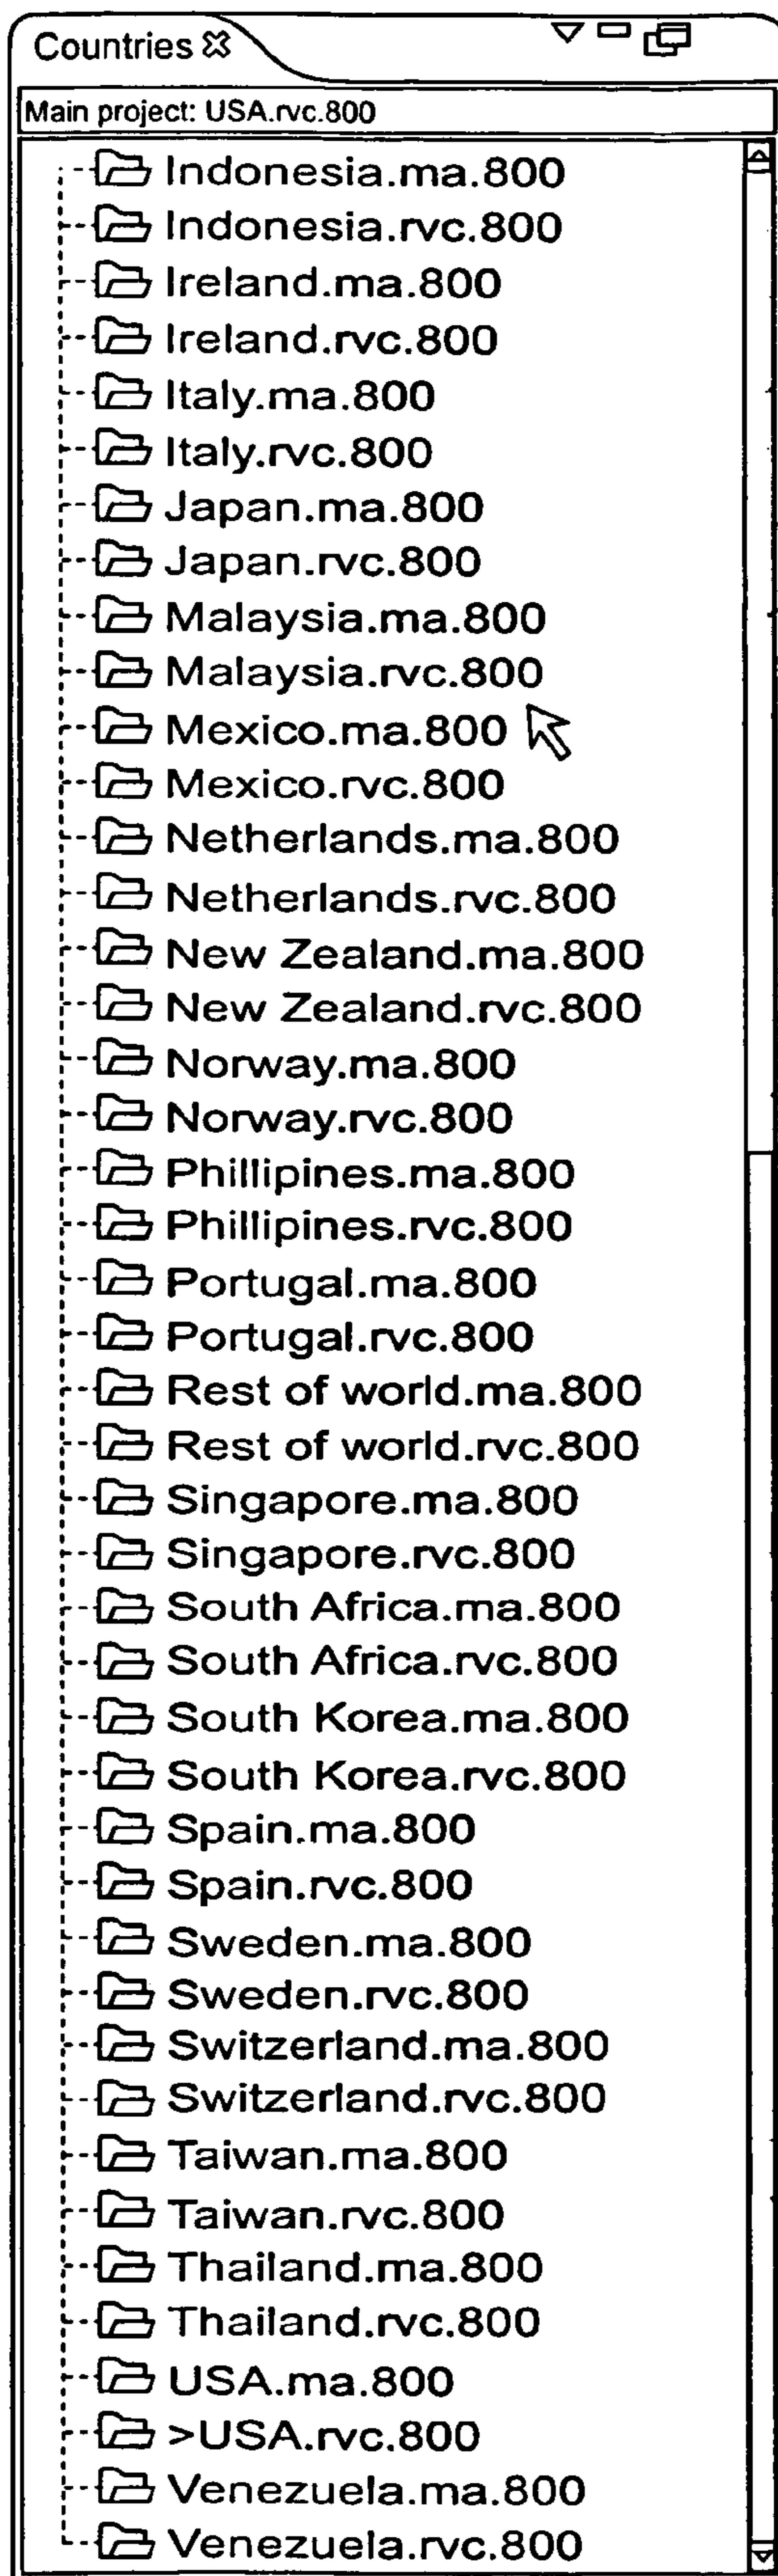 Countries
Main project: USA.rvc.800
Indonesia.ma.800
Indonesia.rvc.800
Ireland.ma.800
Ireland.rvc.800
Italy.ma.800
Italy.rvc.800
Japan.ma.800
Japan.rvc.800
Malaysia.ma.800
Malaysia.rvc.800
Mexico.ma.800
Mexico.rvc.800
Netherlands.ma.800
Netherlands.rvc.800
New Zealand.ma.800
New Zealand.rvc.800
Norway.ma.800
Norway.rvc.800
Phillipines.ma.800
Phillipines.rvc.800
Portugal.ma.800
Portugal.rvc.800
Rest of world.ma.800
Rest of world.rvc.800
Singapore.ma.800
Singapore.rvc.800
South Africa.ma.800
South Africa.rvc.800
South Korea.ma.800
South Korea.rvc.800
Spain.ma.800
Spain.rvc.800
Sweden.ma.800
Sweden.rvc.800
Switzerland.ma.800
Switzerland.rvc.800
Taiwan.ma.800
Taiwan.rvc.800
Thailand.ma.800
Thailand.rvc.800
USA.ma.800
>USA.rvc.800
Venezuela.ma.800
Venezuela.rvc.800